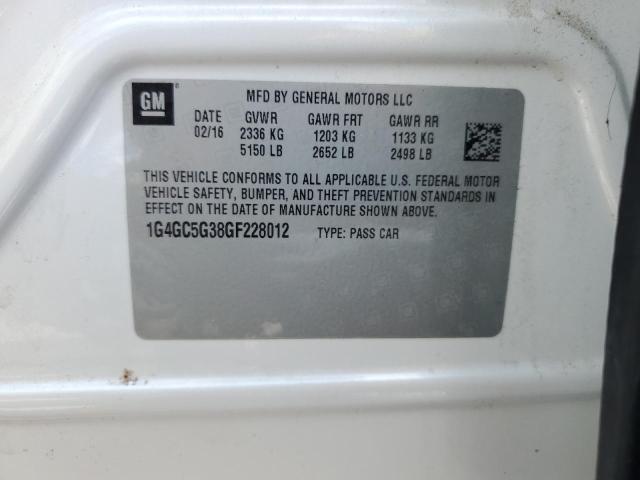 GM
MFD BY GENERAL MOTORS LLC
DATE GVWR GAWR FRT GAWR RR
02/16 2336 KG 1203 KG 1133 KG
5150 LB 2652 LB 2498 LB
THIS VEHICLE CONFORMS TO ALL APPLICABLE U.S. FEDERAL MOTOR
VEHICLE SAFETY, BUMPER, AND THEFT PREVENTION STANDARDS
IN EFFECT ON THE DATE OF MANUFACTURE SHOWN ABOVE.
1G4GC5G38GF228012 TYPE: PASS CAR